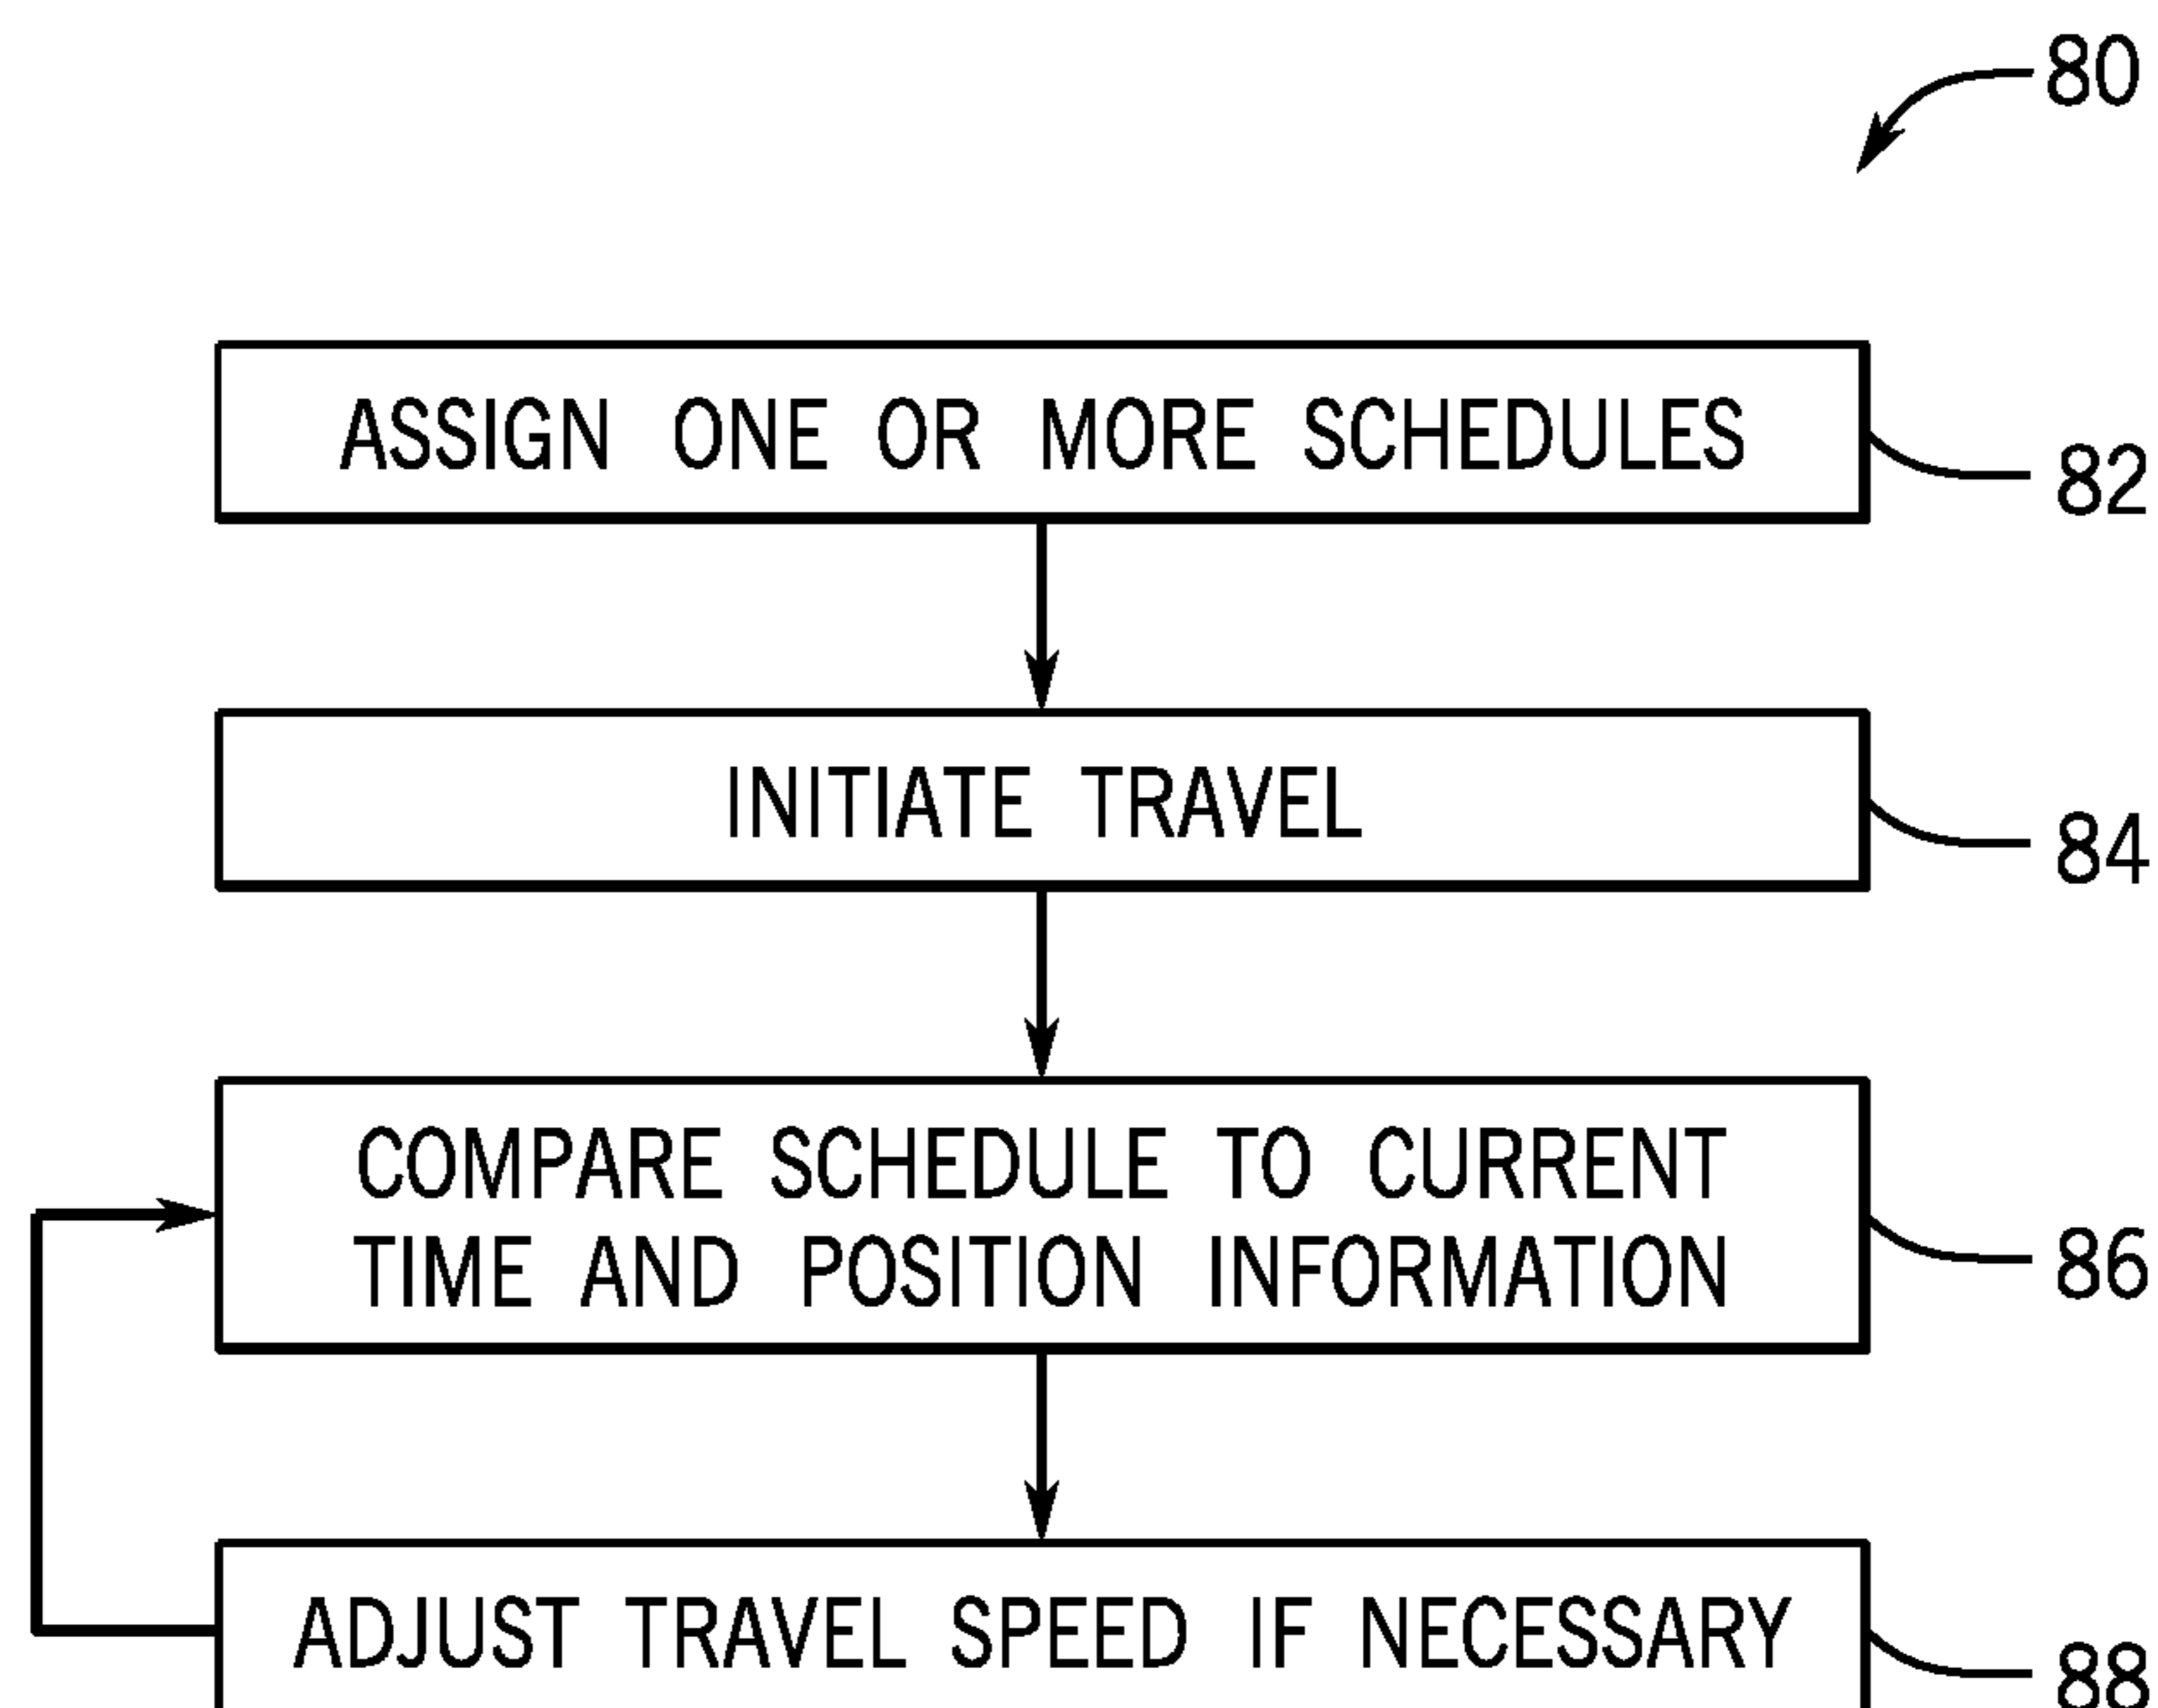 80
ASSIGN ONE OR MORE SCHEDULES
82
INITIATE TRAVEL
84
COMPARE SCHEDULE TO CURRENT
TIME AND POSITION INFORMATION
86
ADJUST TRAVEL SPEED IF NECESSARY
88